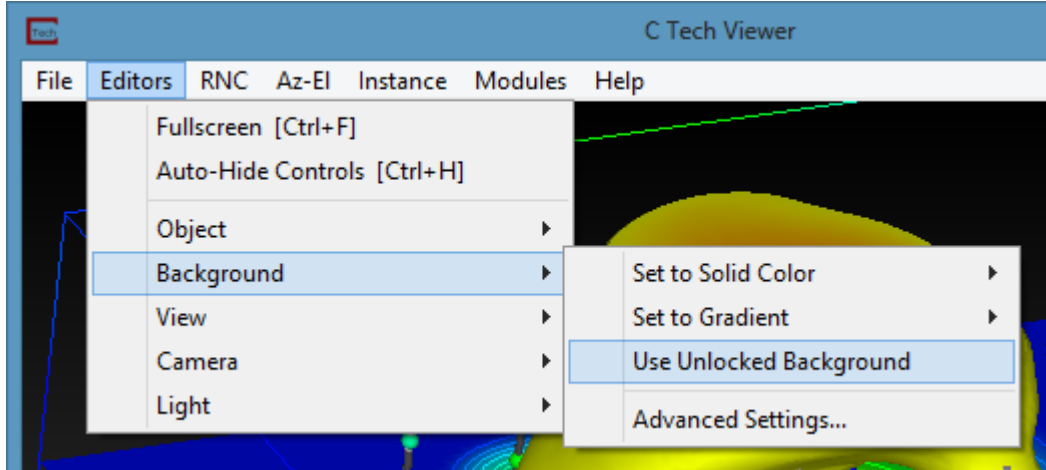 Tech
C Tech Viewer
File Editors RNC Az-El Instance Modules Help
Fullscreen [Ctrl+F]
Auto-Hide Controls [Ctrl+H]
Object
Background
View
Camera
Light
Set to Solid Color
Set to Gradient
Use Unlocked Background
Advanced Settings...